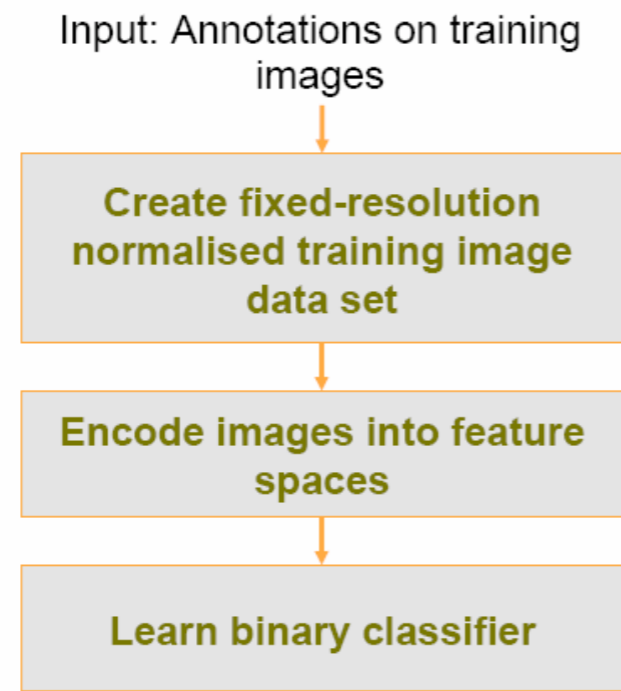 Input: Annotations on training
images
Create fixed-resolution
normalised training image
data set
Encode images into feature
spaces
Learn binary classifier